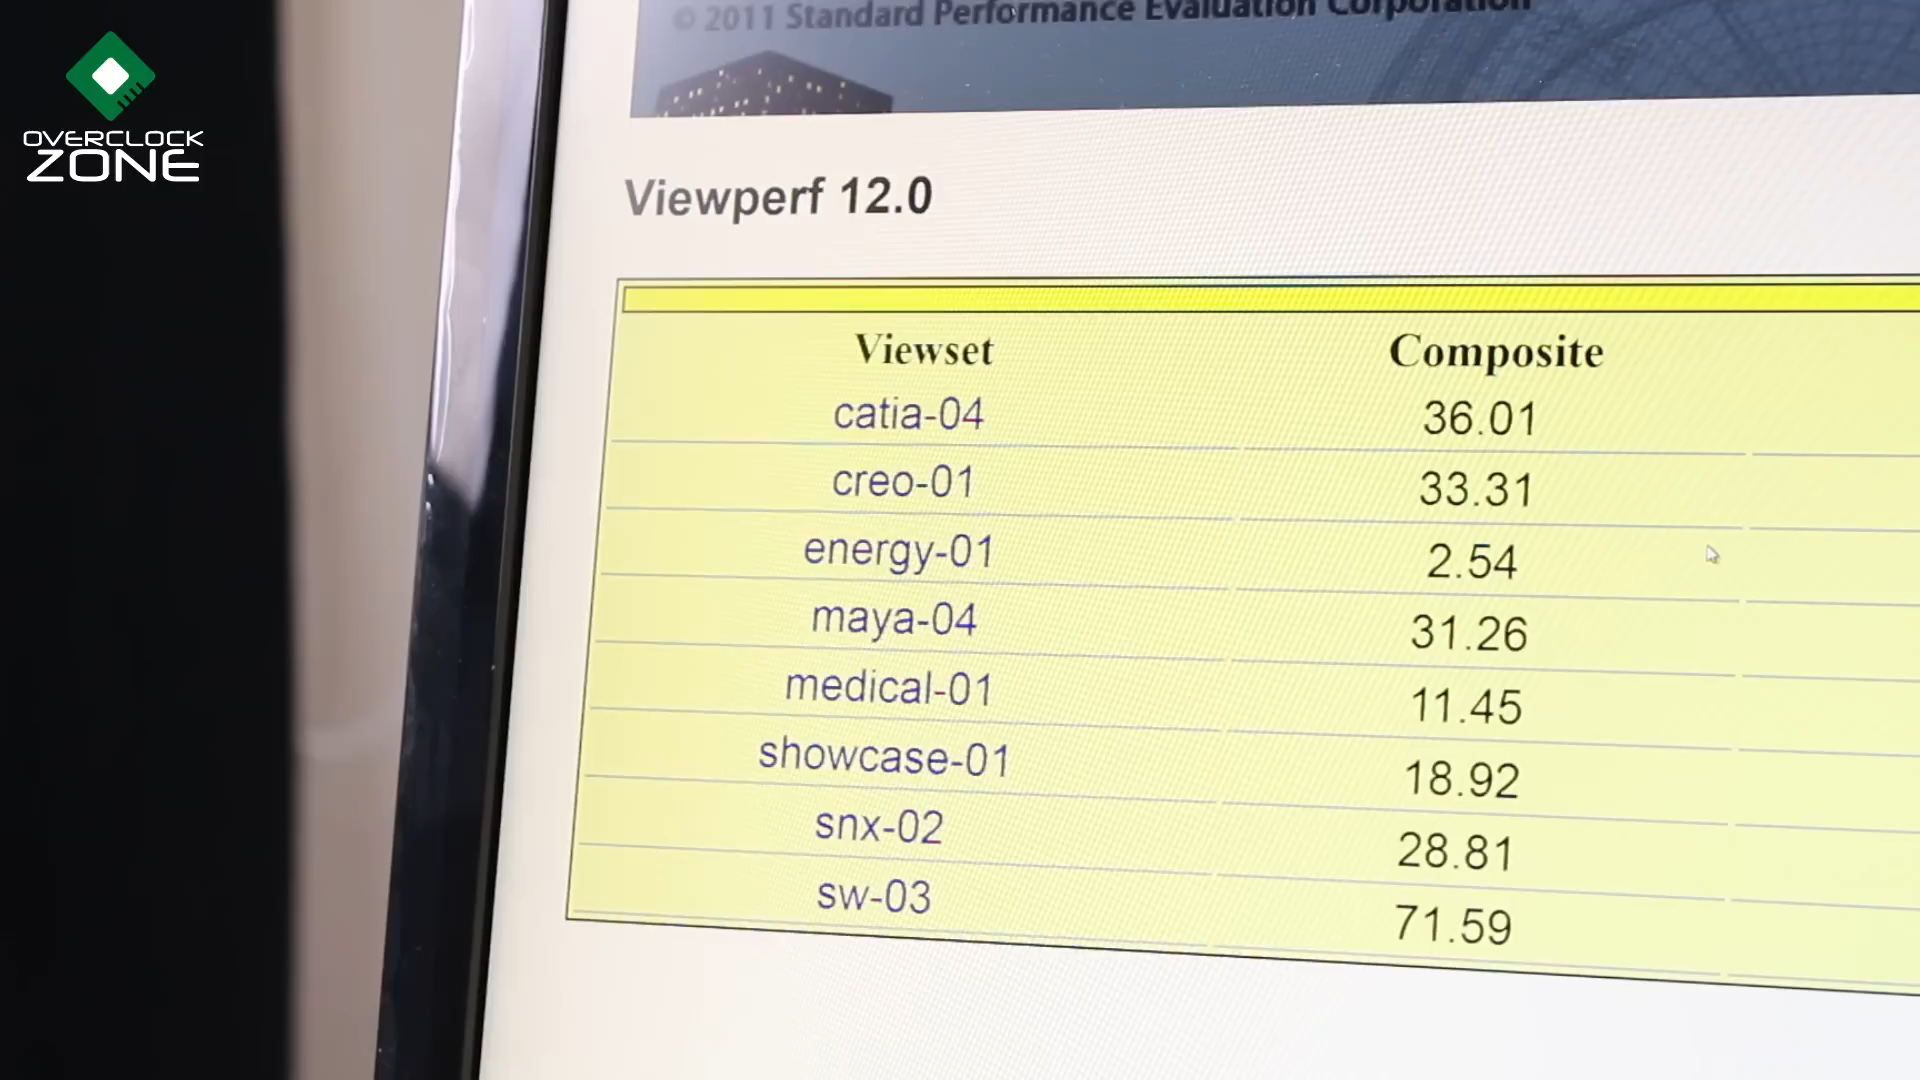 © 2011 Standard Performance Evaluation Corporation
OVERCLOCK
ZONE
Viewperf 12.0
Viewset Composite
catia-04 36.01
creo-01 33.31
energy-01 2.54
maya-04 31.26
medical-01 11.45
showcase-01 18.92
snx-02 28.81
sw-03 71.59